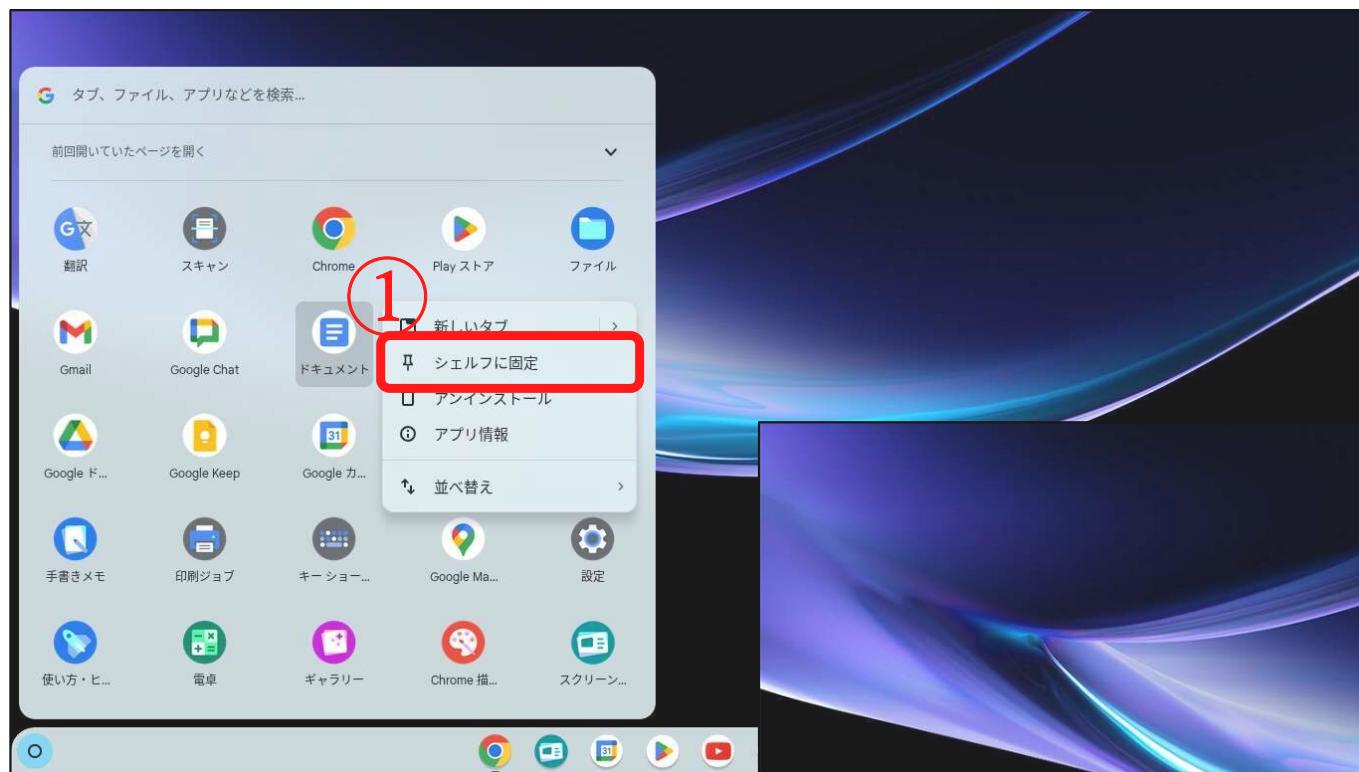 タブ、ファイル、アプリなどを検索...
前回開いていたページを開く
翻訳
スキャン
Chrome
Play ストア
ファイル
①
新しいタブ
シェルフに固定
アンインストール
アプリ情報
並べ替え
Gmail
Google Chat
ドキュメント
Google ド...
Google Keep
Google カ...
31
手書きメモ
印刷ジョブ
キー ショー...
Google Ma...
設定
使い方・ヒ...
電卓
ギャラリー
Chrome 描...
スクリーン...
31